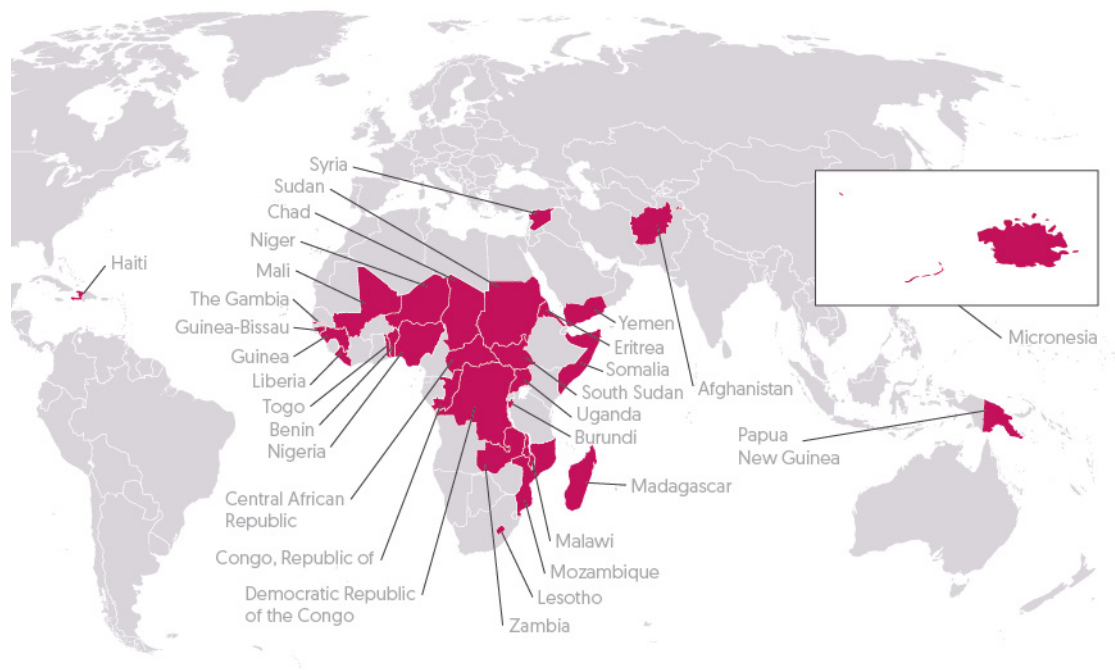 Syria
Sudan
Chad
Niger
Haiti
Mali
The Gambia
Guinea-Bissau
Guinea
Liberia
Togo
Benin
Nigeria
Central African
Republic
Congo, Republic of
Democratic Republic
of the Congo
Yemen
Eritrea
Somalia
South Sudan
Uganda
Burundi
Afghanistan
Micronesia
Papua
New Guinea
Madagascar
Malawi
Mozambique
Lesotho
Zambia